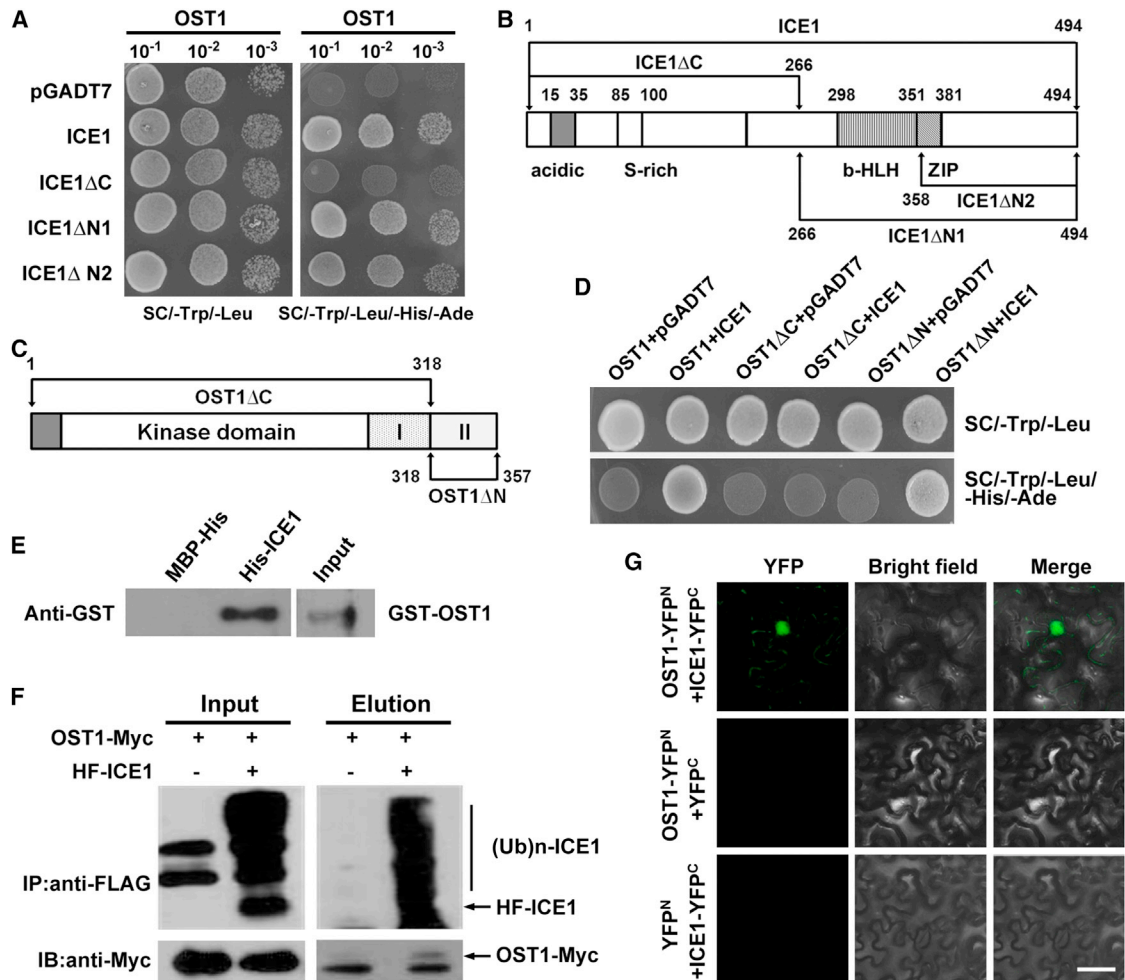 A
OST1 OST1
10-1 10-2 10-3 10-1 10-2 10-3
pGADT7
ICE1
ICE1ΔC
ICE1ΔN1
ICE1Δ N2
SC/-Trp/-Leu SC/-Trp/-Leu/-His/-Ade
B
1 ICE1 494
ICE1ΔC 266
15 35 85 100 298 351 381 494
acidic S-rich b-HLH ZIP
358 ICE1ΔN2
266 ICE1ΔN1 494
C
1 318
OST1ΔC
Kinase domain I II
318 357
OST1ΔN
D
OST1+pGADT7
OST1+ICE1
OST1ΔC+pGADT7
OST1ΔC+ICE1
OST1ΔN+pGADT7
OST1ΔN+ICE1
SC/-Trp/-Leu
SC/-Trp/-Leu/
-His/-Ade
E
MBP-His
His-ICE1
Input
Anti-GST GST-OST1
F
Input Elution
OST1-Myc + + + +
HF-ICE1 - + - +
(Ub)n-ICE1
IP:anti-FLAG
HF-ICE1
OST1-Myc
IB:anti-Myc
G
YFP Bright field Merge
OST1-YFPN
+ICE1-YFPC
OST1-YFPN
+YFPC
YFPN
+ICE1-YFPC